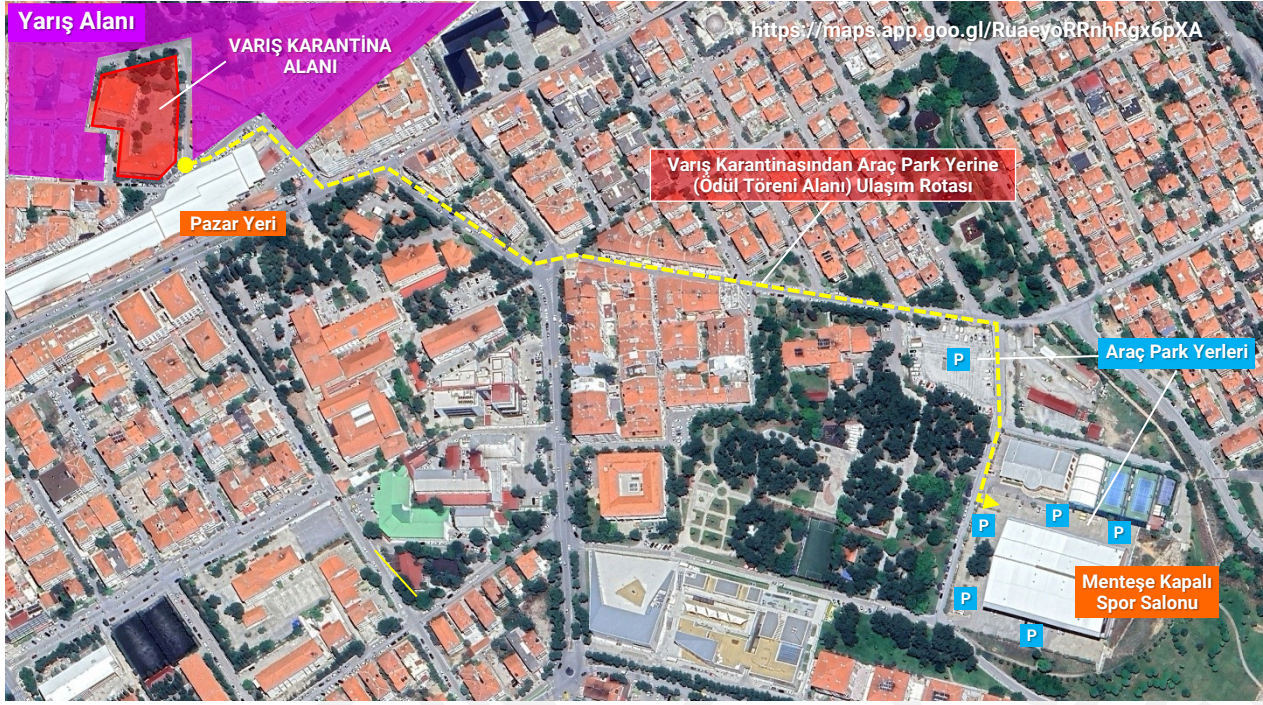 Yarış Alanı
VARIŞ KARANTİNA
ALANI
https://maps.app.goo.gl/RuaeyoRRnhRgx6pXA
Varış Karantinasından Araç Park Yerine
(Ödül Töreni Alanı) Ulaşım Rotası
Pazar Yeri
P
Araç Park Yerleri
P
P
P
Menteşe Kapalı
Spor Salonu
P
P